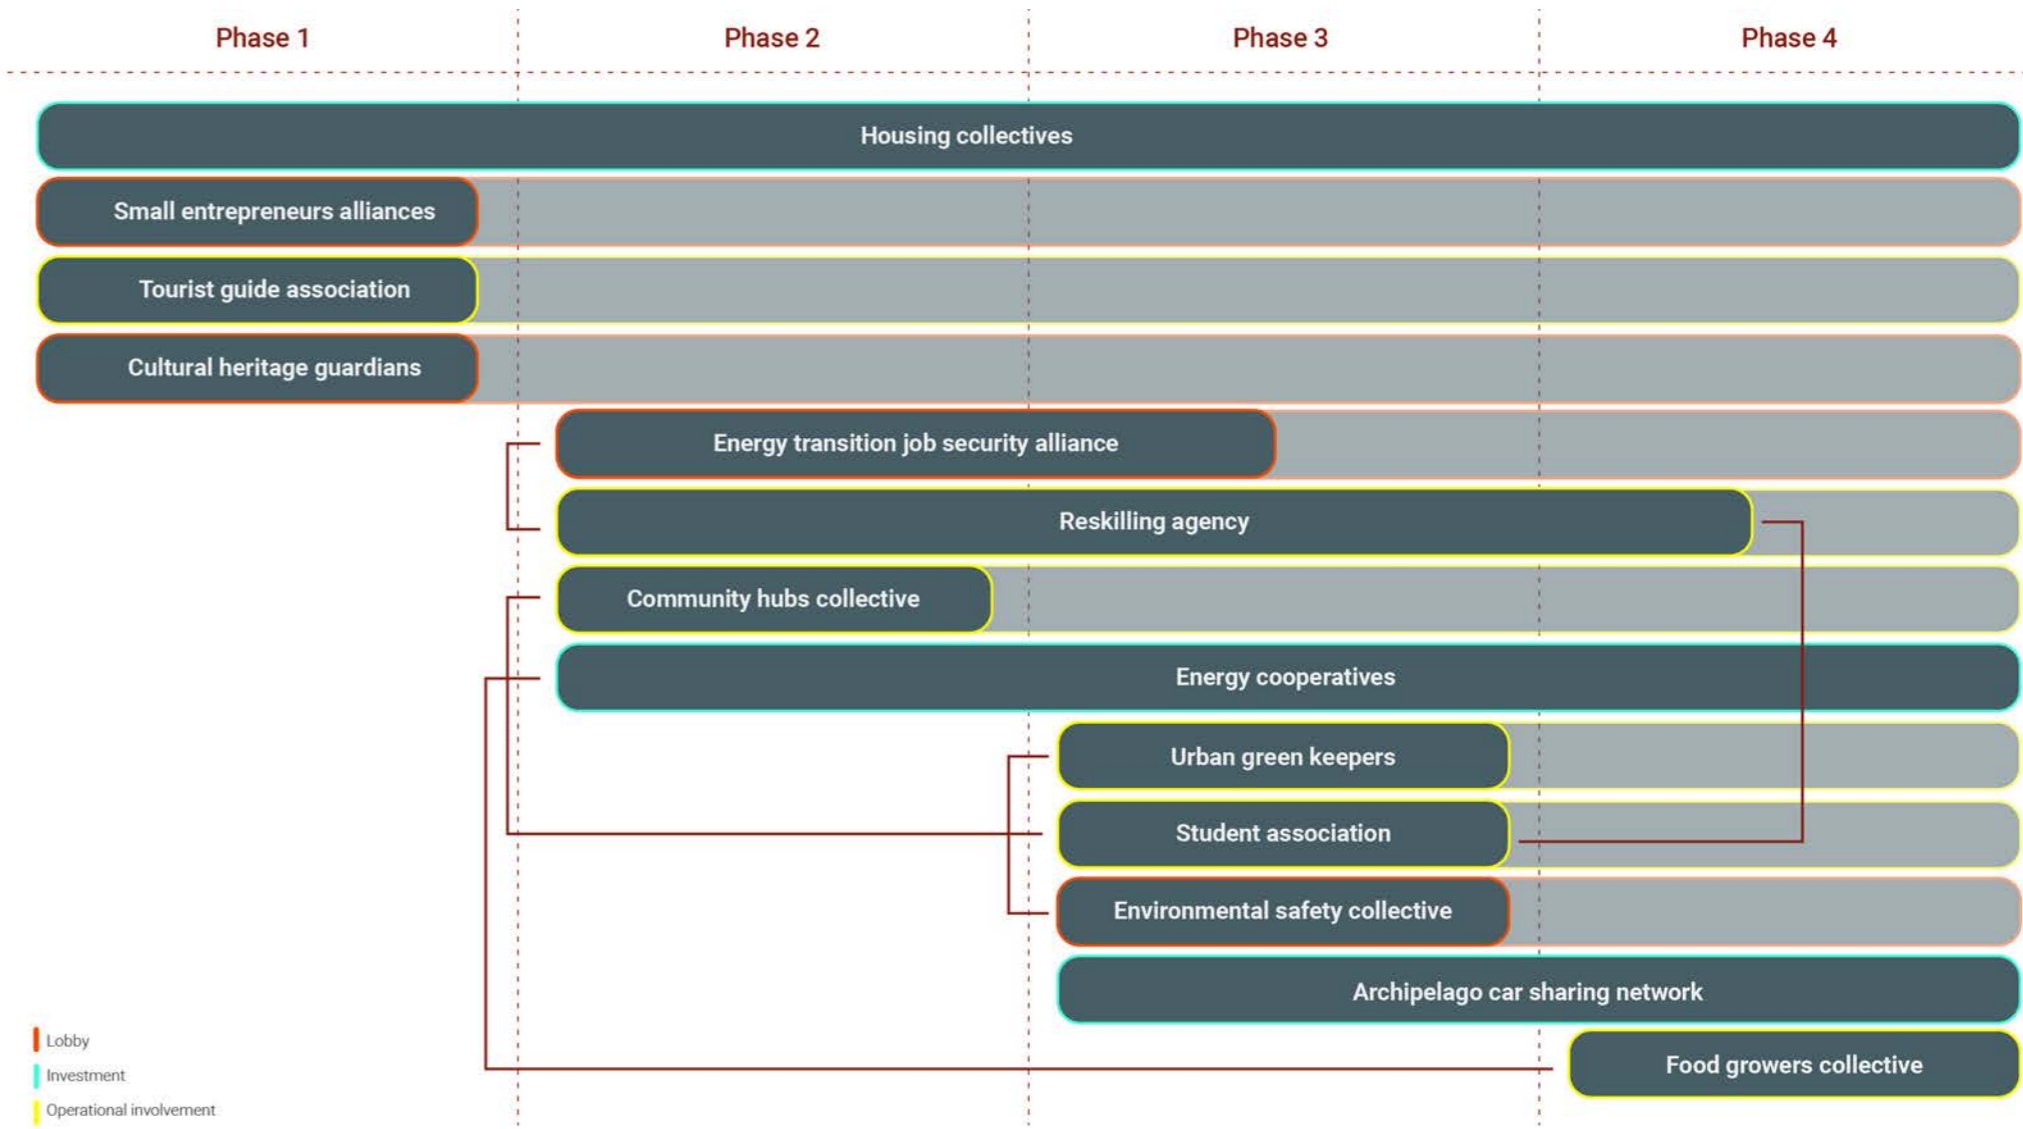 Phase 1
Phase 2
Phase 3
Phase 4
Housing collectives
Small entrepreneurs alliances
Tourist guide association
Cultural heritage guardians
Energy transition job security alliance
Reskilling agency
Community hubs collective
Energy cooperatives
Urban green keepers
Student association
Environmental safety collective
Archipelago car sharing network
Food growers collective
Lobby
Investment
Operational involvement